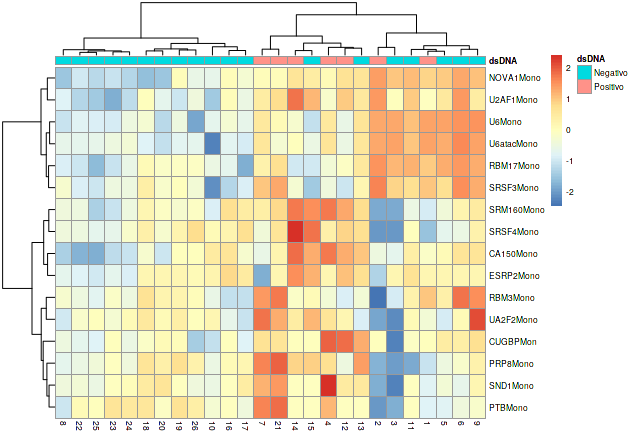 dsDNA
NOVA1Mono
U2AF1Mono
U6Mono
U6atacMono
RBM17Mono
SRSF3Mono
SRM160Mono
SRSF4Mono
CA150Mono
ESRP2Mono
RBM3Mono
UA2F2Mono
CUGBPMon
PRP8Mono
SND1Mono
PTBMono
8 22 25 23 24 18 20 19 26 10 16 17 7 21 14 15 4 12 13 2 3 11 1 5 6 9
2
1
0
-1
-2
dsDNA
Negativo
Positivo